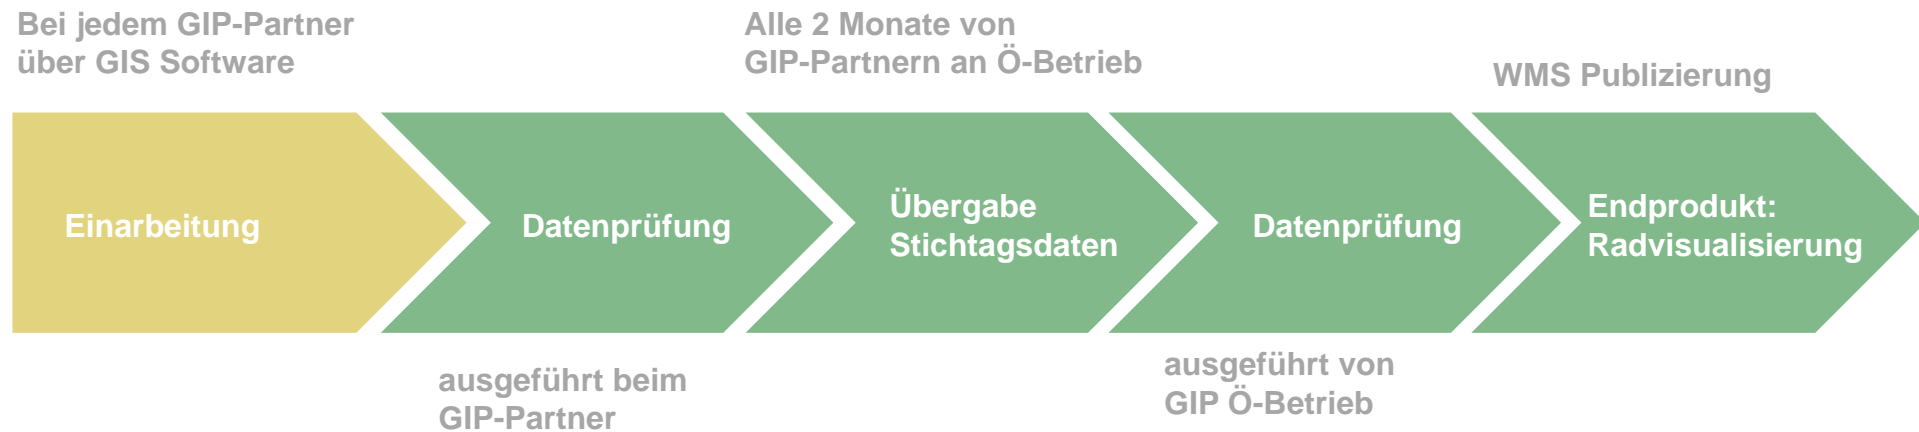 Bei jedem GIP-Partner
über GIS Software
Alle 2 Monate von
GIP-Partnern an Ö-Betrieb
WMS Publizierung
Einarbeitung
Datenprüfung
Übergabe
Stichtagsdaten
Datenprüfung
Endprodukt:
Radvisualisierung
ausgeführt beim
GIP-Partner
ausgeführt von
GIP Ö-Betrieb